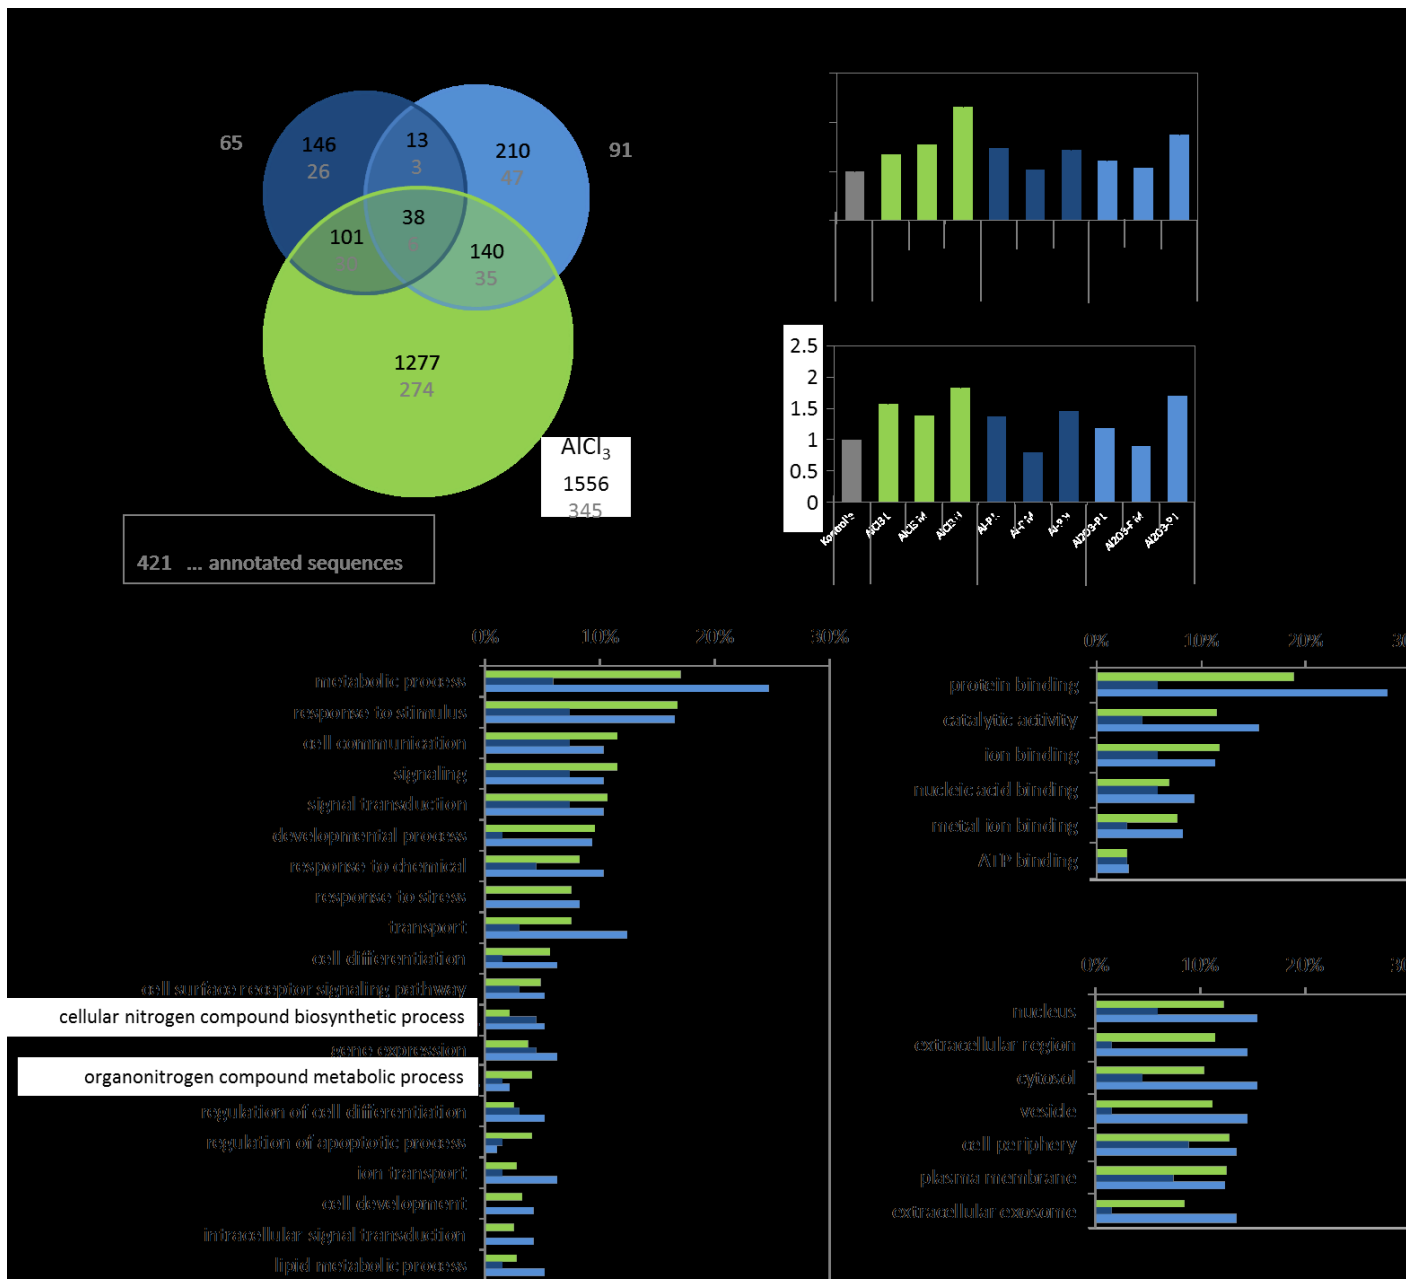 65
146
26
13
3
210
47
91
38
6
101
140
35
1277
274
AlCl3
1556
345
421 ... annotated sequences
2.5
2
1.5
1
0.5
0
0% 10% 20% 30%
metabolic process
response to stimulus
cell communication
signaling
signal transduction
developmental process
response to chemical
response to stress
transport
cell differentiation
cell surface receptor signaling pathway
cellular nitrogen compound biosynthetic process
gene expression
organonitrogen compound metabolic process
regulation of cell differentiation
regulation of apoptotic process
ion transport
cell development
intracellular signal transduction
lipid metabolic process
0% 10% 20%
protein binding
catalytic activity
ion binding
nucleic acid binding
metal ion binding
ATP binding
0% 10% 20%
nucleus
extracellular region
cytosol
vesicle
cell periphery
plasma membrane
extracellular exosome